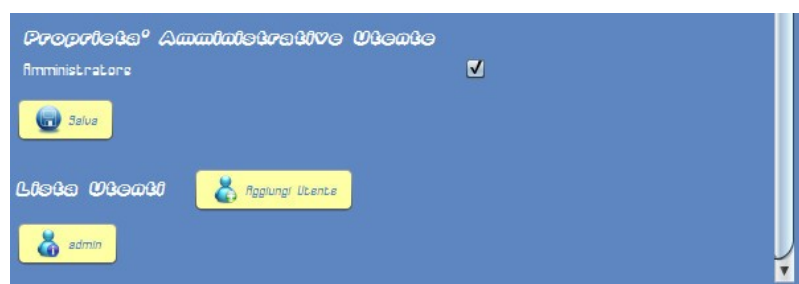 Proprieta' Amministrative Utente
Amministratore
Salva
Lista Utenti Aggiungi Utente
admin